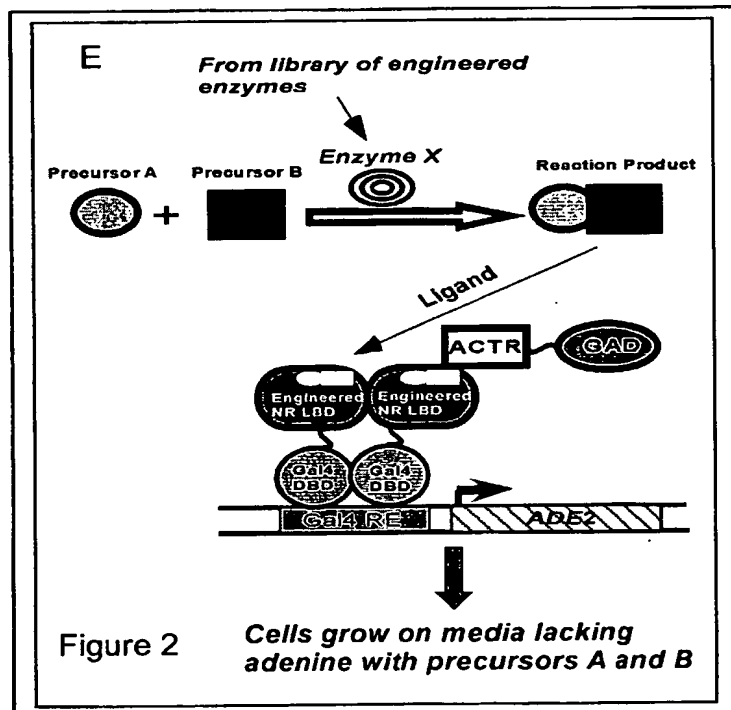 E
From library of engineered
enzymes
Enzyme X
Precursor A
Precursor B
Reaction Product
+
Ligand
ACTR
GAD
Engineered
NR LBD
Engineered
NR LBD
Gal4
DBD
Gal4
DBD
Gal4 RE
ADE2
Figure 2
Cells grow on media lacking
adenine with precursors A and B